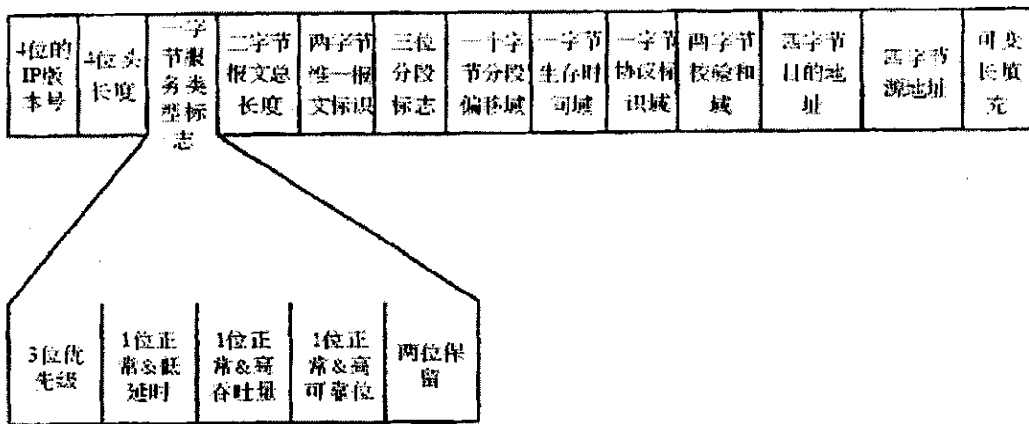 4位的
IP版
本号
4位头
长度
一字
节服
务类
型标
志
二字节
报文总
长度
两字节
唯一报
文标识
三位
分段
标志
一十字
节分段
偏移域
一字节
生存时
间域
一字节
协议标
识域
两字节
校验和
域
四字节
目的地
址
四字节
源地址
可变
长填
充
3位优
先级
1位正
常&低
延时
1位正
常&高
吞吐量
1位正
常&高
可靠位
两位保
留